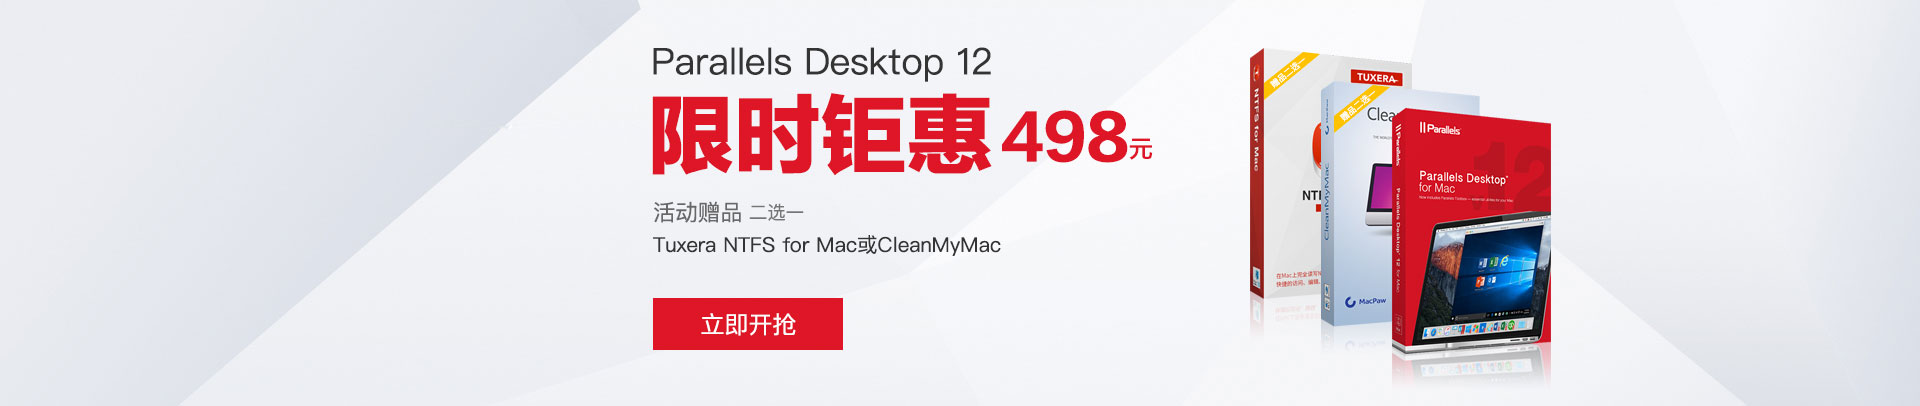 Parallels Desktop 12
限时钜惠 498元
活动赠品 二选一
Tuxera NTFS for Mac或CleanMyMac
立即开抢
赠品二选一
TUXERA
NTFS for Mac
赠品二选一
CleanMyMac
MacPaw
Parallels
12
Parallels Desktop™
for Mac
Parallels Desktop 12 for Mac